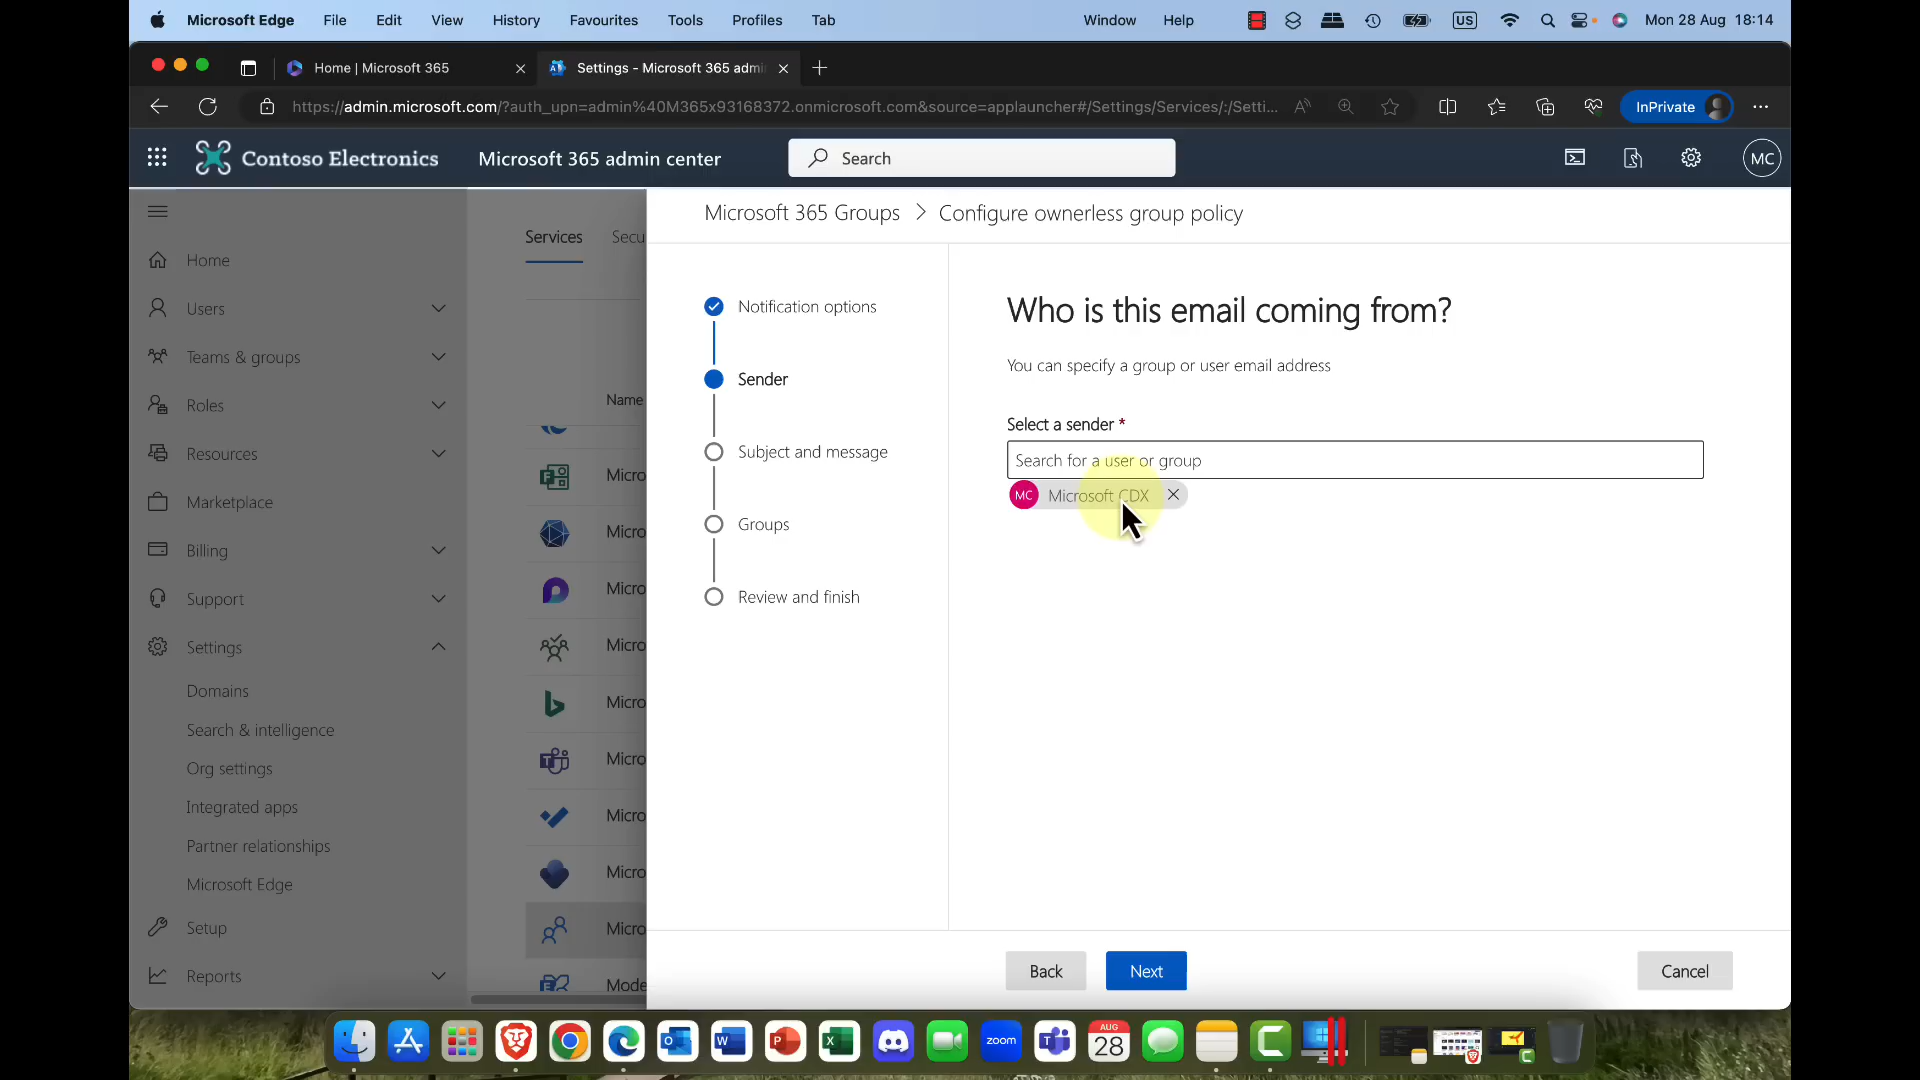 Microsoft Edge File Edit View History Favourites Tools Profiles Tab Window Help US Mon 28 Aug 18:14
Home | Microsoft 365
Settings - Microsoft 365 admi
https://admin.microsoft.com/?auth_upn=admin%40M365x93168372.onmicrosoft.com&source=applauncher#/Settings/Services/:/Setti...
InPrivate
Contoso Electronics
Microsoft 365 admin center
Search
MC
Home
Users
Teams & groups
Roles
Resources
Marketplace
Billing
Support
Settings
Domains
Search & intelligence
Org settings
Integrated apps
Partner relationships
Microsoft Edge
Setup
Reports
Services Secu
Name
Micro
Micro
Micro
Micro
Micro
Micro
Micro
Micro
Micro
Mode
Microsoft 365 Groups > Configure ownerless group policy
Notification options
Sender
Subject and message
Groups
Review and finish
Who is this email coming from?
You can specify a group or user email address
Select a sender *
Search for a user or group
MC Microsoft CDX
Back
Next
Cancel
zoom
AUG
28